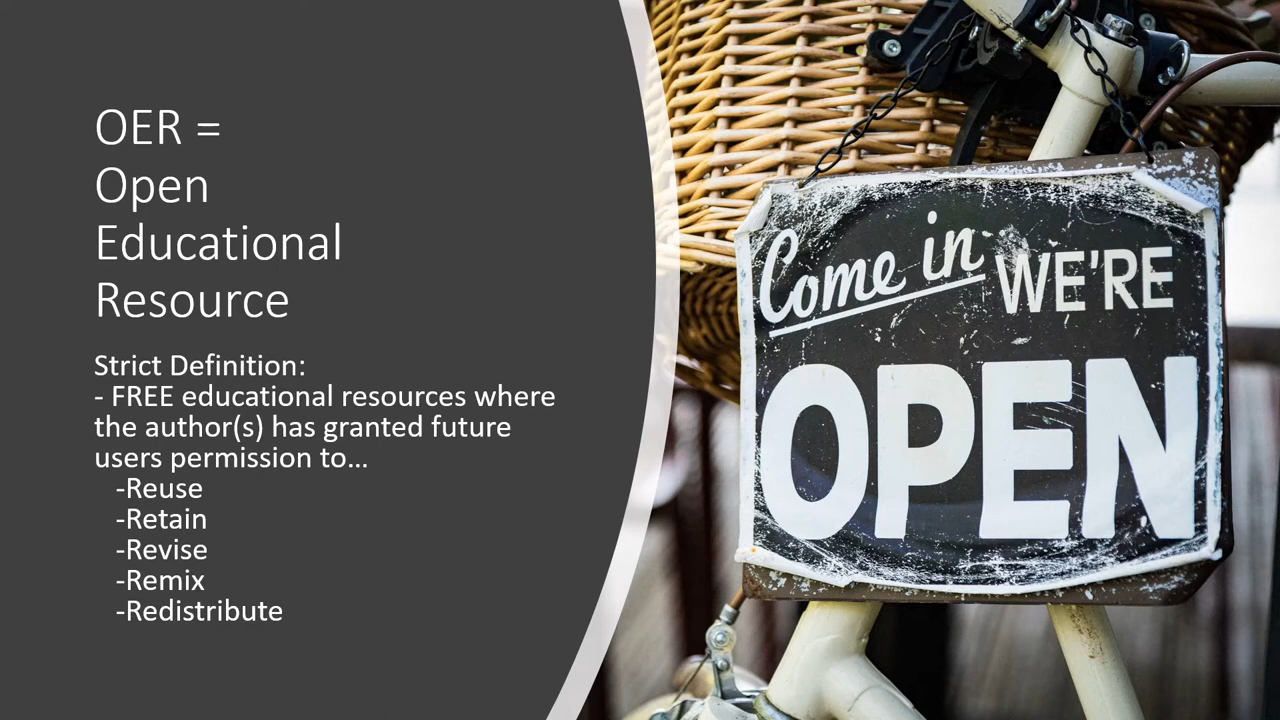 OER =
Open
Educational
Resource
Strict Definition:
- FREE educational resources where
the author(s) has granted future
users permission to...
-Reuse
-Retain
-Revise
-Remix
-Redistribute
Come in WE'RE
OPEN